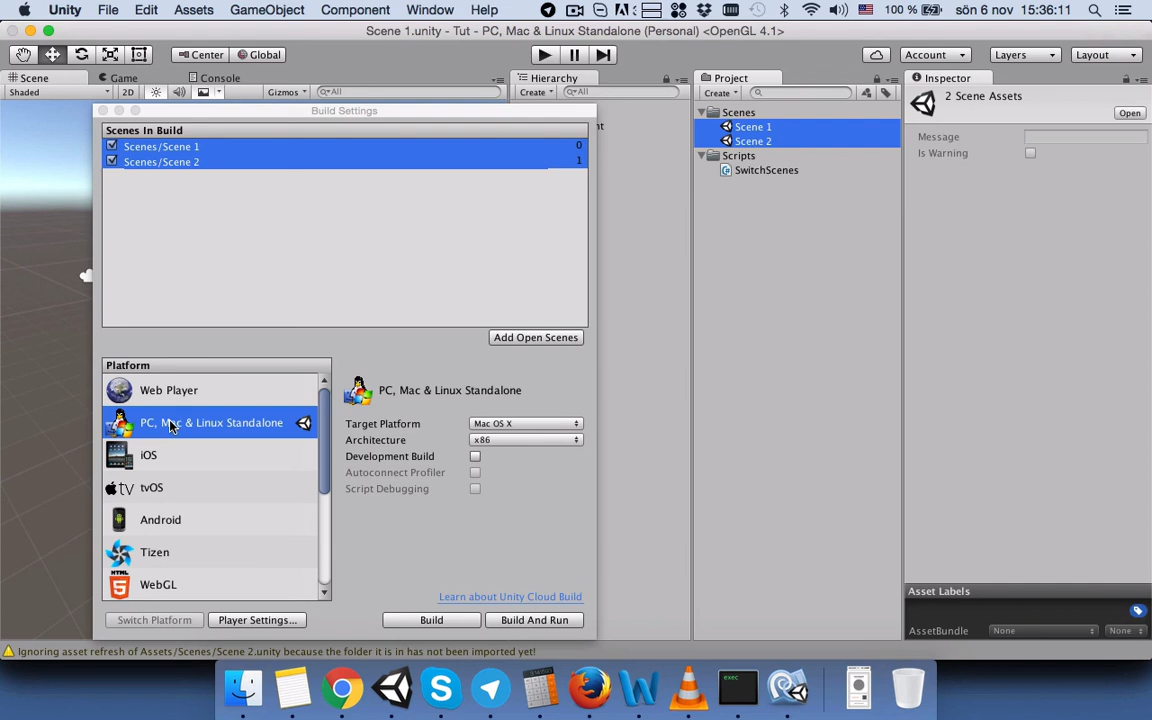 Unity File Edit Assets GameObject Component Window Help 100 % sön 6 nov 15:36:11
Scene 1.unity - Tut - PC, Mac & Linux Standalone (Personal) <OpenGL 4.1>
Center Global Account Layers Layout
Scene Game Console Hierarchy Project Inspector
Shaded 2D Gizmos All Create All Create
2 Scene Assets
Open
Message
Is Warning
Build Settings
Scenes In Build
Scenes/Scene 1 0
Scenes/Scene 2 1
Add Open Scenes
Scenes
Scene 1
Scene 2
Scripts
SwitchScenes
Platform
Web Player
PC, Mac & Linux Standalone
iOS
tvOS
Android
Tizen
HTML
5
WebGL
PC, Mac & Linux Standalone
Target Platform Mac OS X
Architecture x86
Development Build
Autoconnect Profiler
Script Debugging
Learn about Unity Cloud Build
Switch Platform Player Settings... Build Build And Run
Asset Labels
AssetBundle None None
Ignoring asset refresh of Assets/Scenes/Scene 2.unity because the folder it is in has not been imported yet!
exec